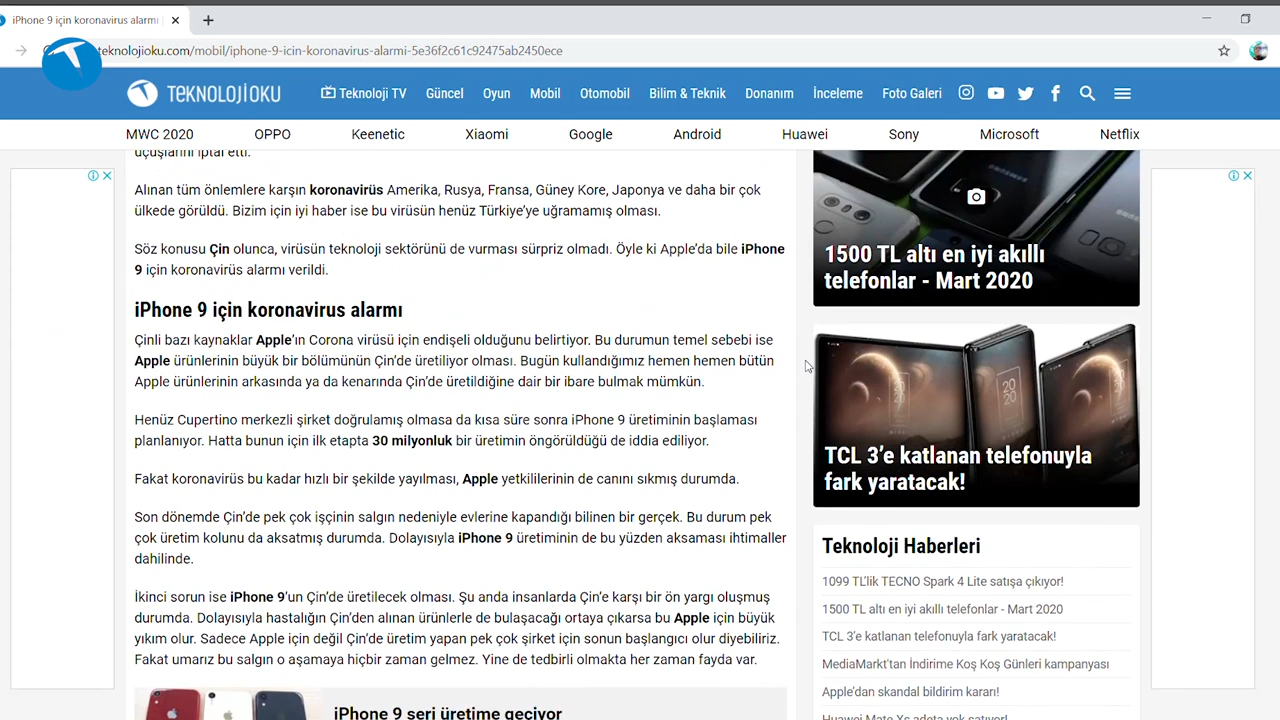 iPhone 9 için koronavirus alarmı
teknolojioku.com/mobil/iphone-9-icin-koronavirus-alarmi-5e36f2c61c92475ab2450ece
TEKNOLOJİOKU
Teknoloji TV Güncel Oyun Mobil Otomobil Bilim & Teknik Donanım İnceleme Foto Galeri
MWC 2020 OPPO Keenetic Xiaomi Google Android Huawei Sony Microsoft Netflix
uçuşlarını iptal etti.
Alınan tüm önlemlere karşın koronavirüs Amerika, Rusya, Fransa, Güney Kore, Japonya ve daha bir çok
ülkede görüldü. Bizim için iyi haber ise bu virüsün henüz Türkiye’ye uğramamış olması.
Söz konusu Çin olunca, virüsün teknoloji sektörünü de vurması sürpriz olmadı. Öyle ki Apple’da bile iPhone
9 için koronavirüs alarmı verildi.
iPhone 9 için koronavirus alarmı
Çinli bazı kaynaklar Apple’ın Corona virüsü için endişeli olduğunu belirtiyor. Bu durumun temel sebebi ise
Apple ürünlerinin büyük bir bölümünün Çin’de üretiliyor olması. Bugün kullandığımız hemen hemen bütün
Apple ürünlerinin arkasında ya da kenarında Çin’de üretildiğine dair bir ibare bulmak mümkün.
Henüz Cupertino merkezli şirket doğrulamış olmasa da kısa süre sonra iPhone 9 üretiminin başlaması
planlanıyor. Hatta bunun için ilk etapta 30 milyonluk bir üretimin öngörüldüğü de iddia ediliyor.
Fakat koronavirüs bu kadar hızlı bir şekilde yayılması, Apple yetkililerinin de canını sıkmış durumda.
Son dönemde Çin’de pek çok işçinin salgın nedeniyle evlerine kapandığı bilinen bir gerçek. Bu durum pek
çok üretim kolunu da aksatmış durumda. Dolayısıyla iPhone 9 üretiminin de bu yüzden aksaması ihtimaller
dahilinde.
İkinci sorun ise iPhone 9’un Çin’de üretilecek olması. Şu anda insanlarda Çin’e karşı bir ön yargı oluşmuş
durumda. Dolayısıyla hastalığın Çin’den alınan ürünlerle de bulaşacağı ortaya çıkarsa bu Apple için büyük
yıkım olur. Sadece Apple için değil Çin’de üretim yapan pek çok şirket için sonun başlangıcı olur diyebiliriz.
Fakat umarız bu salgın o aşamaya hiçbir zaman gelmez. Yine de tedbirli olmakta her zaman fayda var.
iPhone 9 seri üretime geçiyor
1500 TL altı en iyi akıllı
telefonlar - Mart 2020
20
20
TCL 3’e katlanan telefonuyla
fark yaratacak!
Teknoloji Haberleri
1099 TL’lik TECNO Spark 4 Lite satışa çıkıyor!
1500 TL altı en iyi akıllı telefonlar - Mart 2020
TCL 3’e katlanan telefonuyla fark yaratacak!
MediaMarkt'tan İndirime Koş Koş Günleri kampanyası
Apple'dan skandal bildirim kararı!
Huawei Mate Xs adeta yok satıyor!